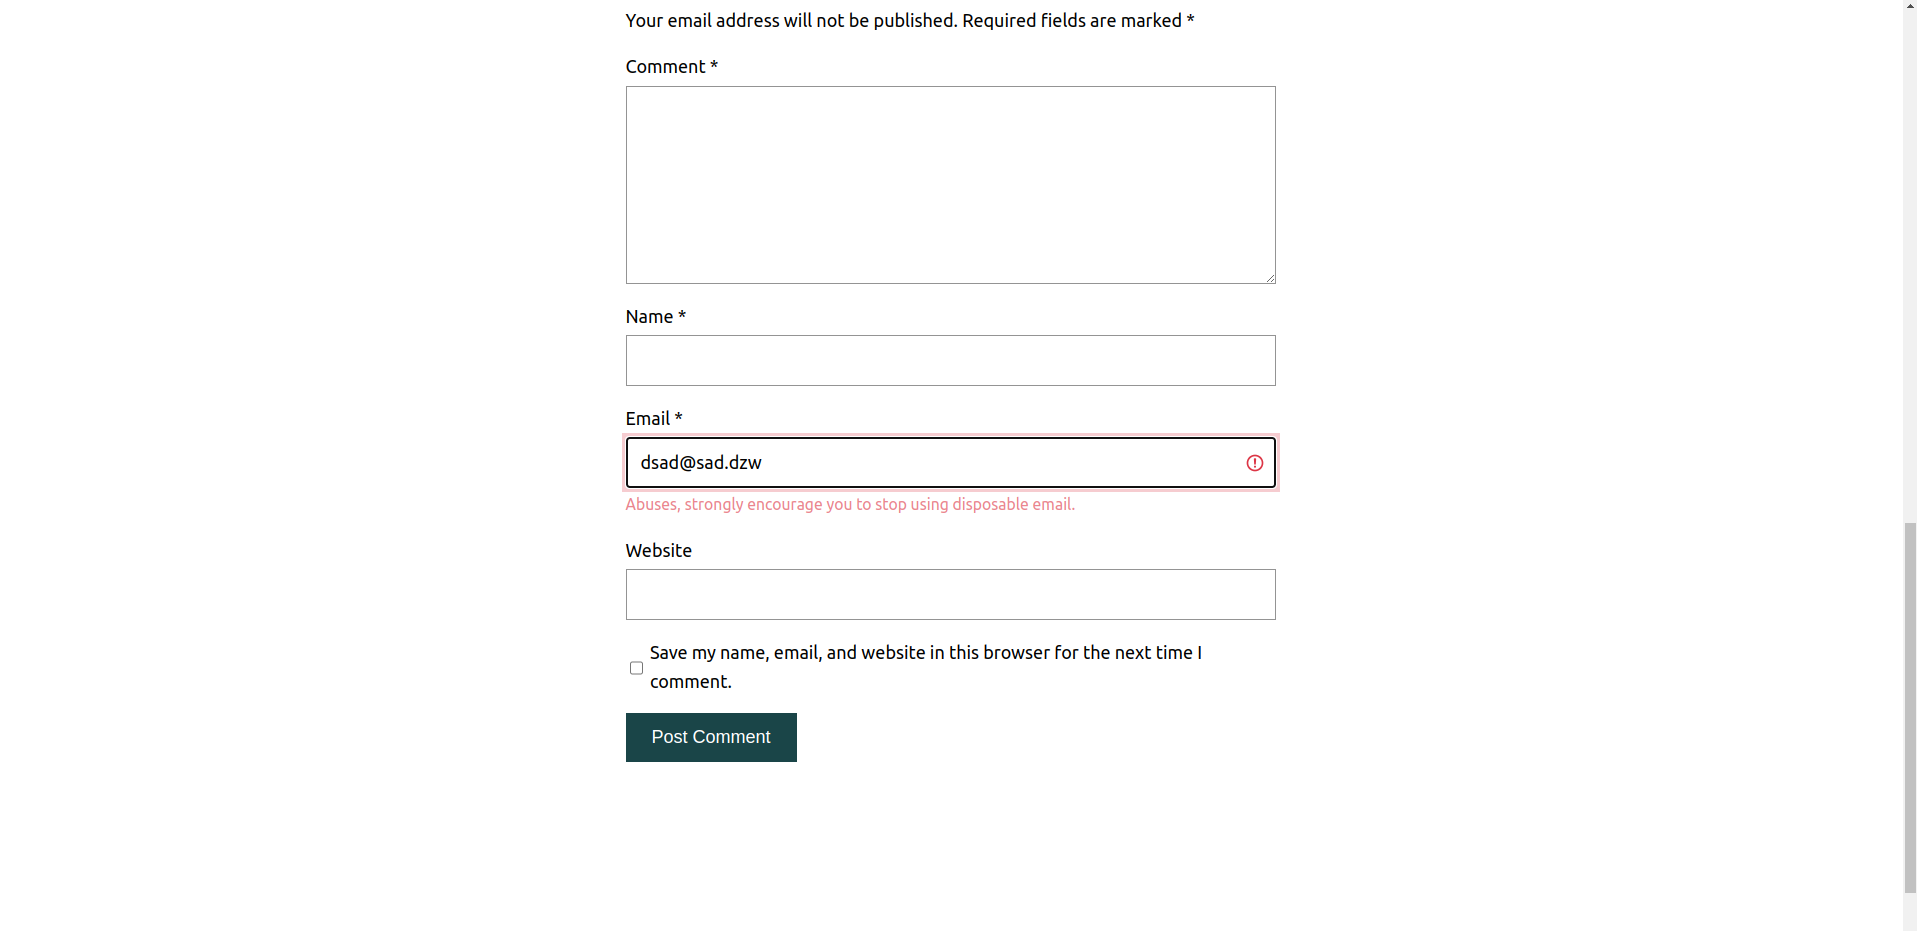 Your email address will not be published. Required fields are marked *
Comment *
Name *
Email *
dsad@sad.dzw
Abuses, strongly encourage you to stop using disposable email.
Website
Save my name, email, and website in this browser for the next time I
comment.
Post Comment